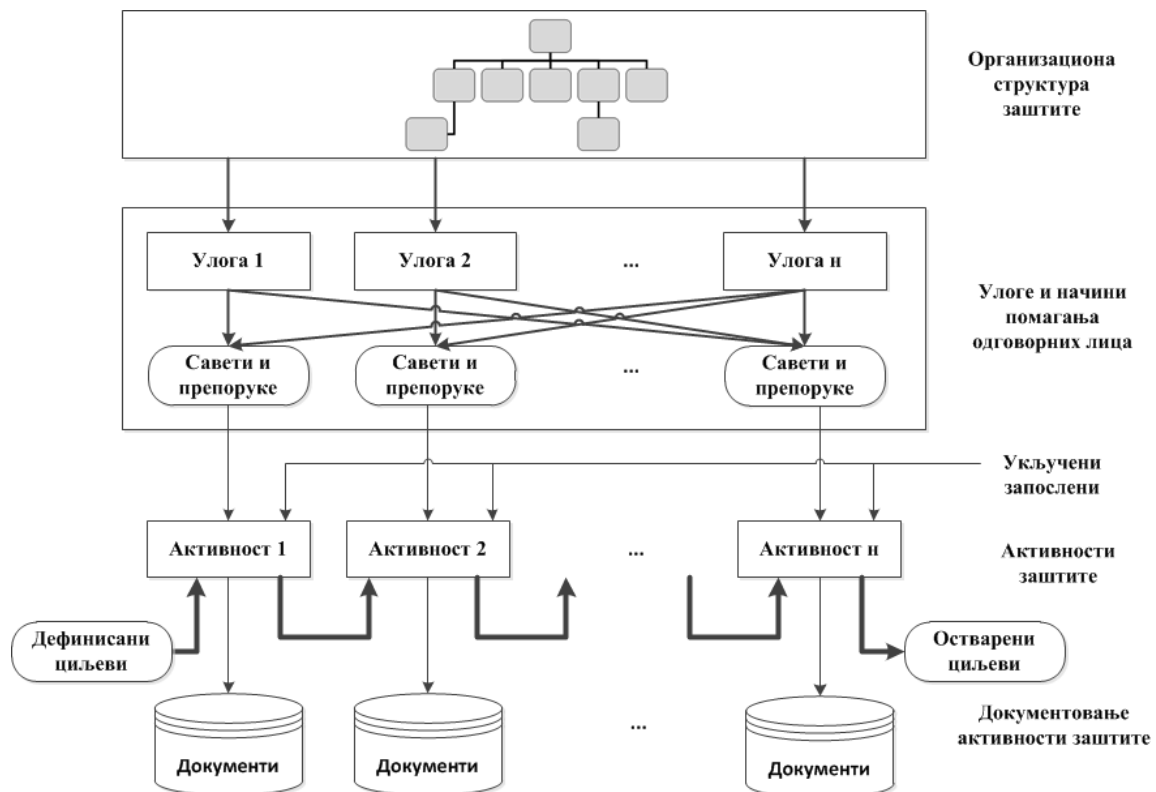 Организациона
структура
заштите
Улога 1
Улога 2
...
Улога н
Улоге и начини
помагања
одговорних лица
Савети и
препоруке
Савети и
препоруке
...
Савети и
препоруке
Укључени
запослени
Активност 1
Активност 2
...
Активност н
Активности
заштите
Дефинисани
циљеви
Остварени
циљеви
Документи
Документи
...
Документи
Документовање
активности заштите